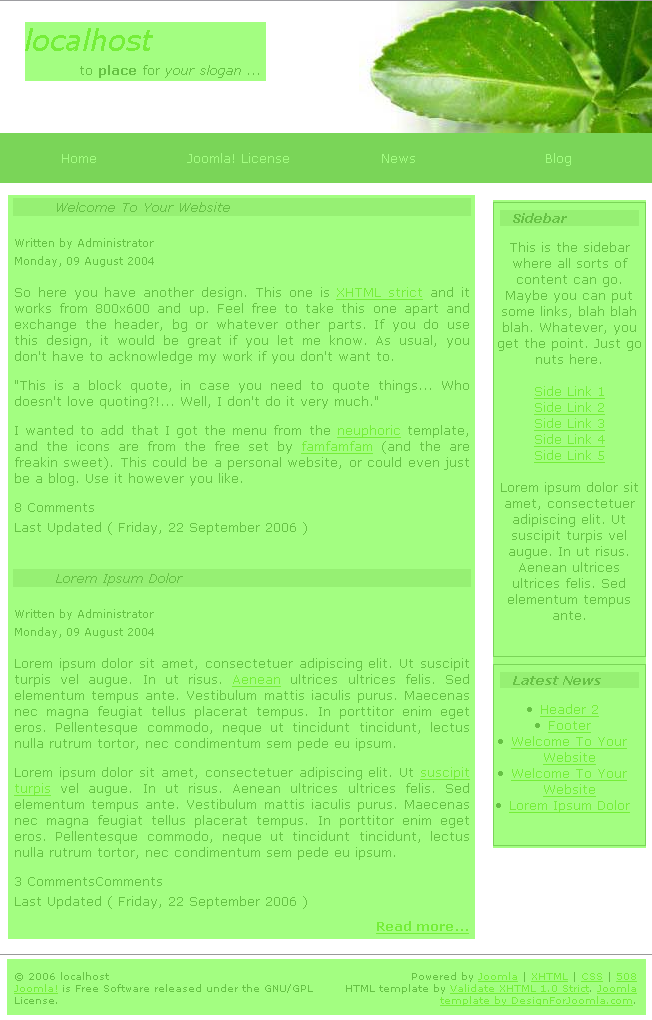 localhost
to place for your slogan ...
Home Joomla! License News Blog
Welcome To Your Website
Written by Administrator
Monday, 09 August 2004
So here you have another design. This one is XHTML strict and it
works from 800x600 and up. Feel free to take this one apart and
exchange the header, bg or whatever other parts. If you do use
this design, it would be great if you let me know. As usual, you
don't have to acknowledge my work if you don't want to.
"This is a block quote, in case you need to quote things... Who
doesn't love quoting?!... Well, I don't do it very much."
I wanted to add that I got the menu from the neuphoric template,
and the icons are from the free set by famfamfam (and the are
freakin sweet). This could be a personal website, or could even just
be a blog. Use it however you like.
8 Comments
Last Updated ( Friday, 22 September 2006 )
Lorem Ipsum Dolor
Written by Administrator
Monday, 09 August 2004
Lorem ipsum dolor sit amet, consectetuer adipiscing elit. Ut suscipit
turpis vel augue. In ut risus. Aenean ultrices ultrices felis. Sed
elementum tempus ante. Vestibulum mattis iaculis purus. Maecenas
nec magna feugiat tellus placerat tempus. In porttitor enim eget
eros. Pellentesque commodo, neque ut tincidunt tincidunt, lectus
nulla rutrum tortor, nec condimentum sem pede eu ipsum.
Lorem ipsum dolor sit amet, consectetuer adipiscing elit. Ut suscipit
turpis vel augue. In ut risus. Aenean ultrices ultrices felis. Sed
elementum tempus ante. Vestibulum mattis iaculis purus. Maecenas
nec magna feugiat tellus placerat tempus. In porttitor enim eget
eros. Pellentesque commodo, neque ut tincidunt tincidunt, lectus
nulla rutrum tortor, nec condimentum sem pede eu ipsum.
3 CommentsComments
Last Updated ( Friday, 22 September 2006 )
Read more...
Sidebar
This is the sidebar
where all sorts of
content can go.
Maybe you can put
some links, blah blah
blah. Whatever, you
get the point. Just go
nuts here.
Side Link 1
Side Link 2
Side Link 3
Side Link 4
Side Link 5
Lorem ipsum dolor sit
amet, consectetuer
adipiscing elit. Ut
suscipit turpis vel
augue. In ut risus.
Aenean ultrices
ultrices felis. Sed
elementum tempus
ante.
Latest News
• Header 2
• Footer
• Welcome To Your
Website
• Welcome To Your
Website
• Lorem Ipsum Dolor
© 2006 localhost
Joomla! is Free Software released under the GNU/GPL
License.
Powered by Joomla | XHTML | CSS | 508
HTML template by Validate XHTML 1.0 Strict. Joomla
template by DesignForJoomla.com.